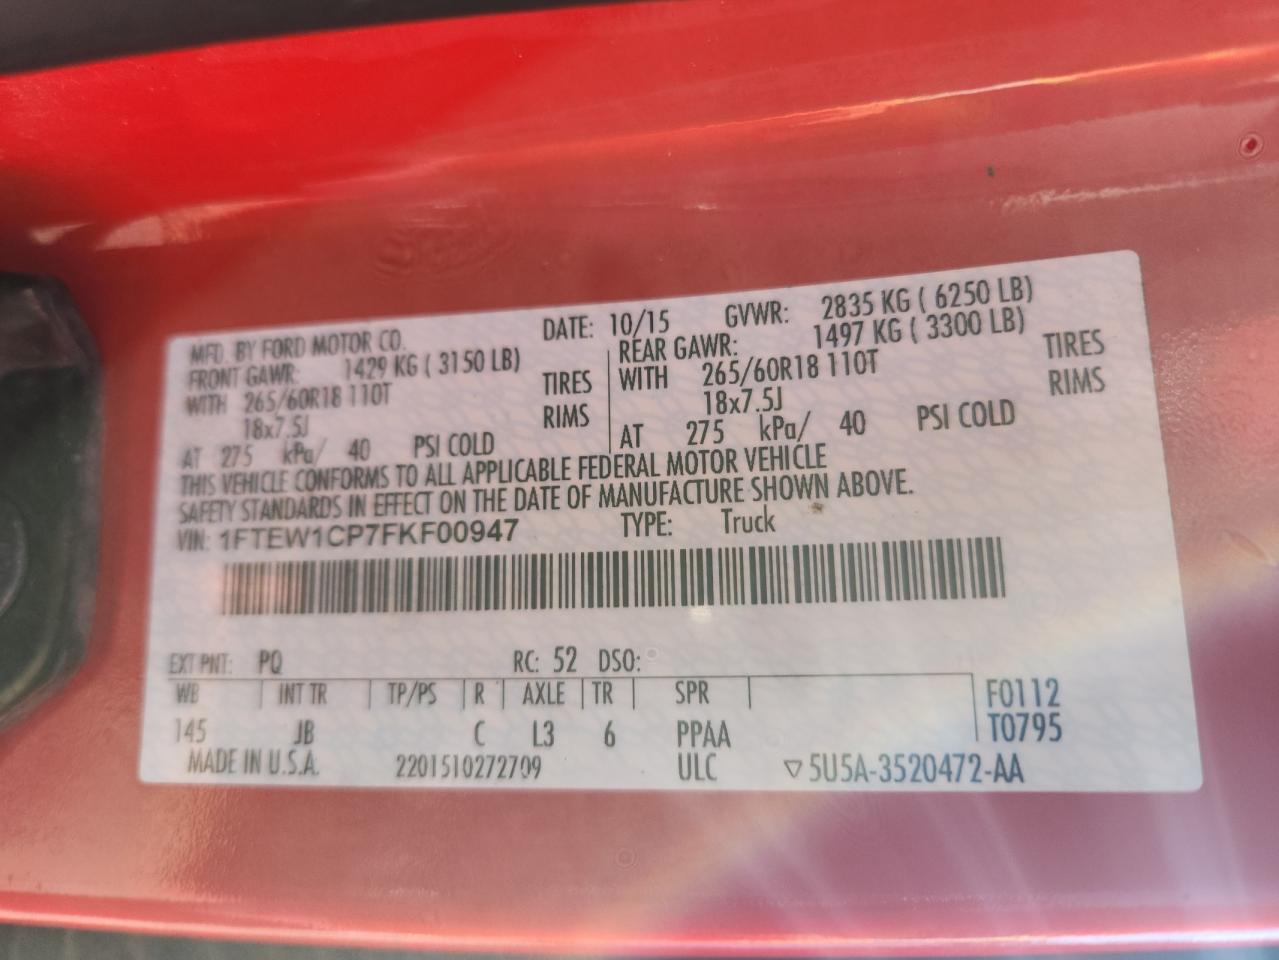 MFD. BY FORD MOTOR CO. DATE: 10/15 GVWR: 2835 KG ( 6250 LB)
FRONT GAWR: 1429 KG ( 3150 LB) REAR GAWR: 1497 KG ( 3300 LB)
WITH 265/60R18 110T TIRES WITH 265/60R18 110T TIRES
18x7.5J RIMS 18x7.5J RIMS
AT 275 kPa/ 40 PSI COLD AT 275 kPa/ 40 PSI COLD
THIS VEHICLE CONFORMS TO ALL APPLICABLE FEDERAL MOTOR VEHICLE
SAFETY STANDARDS IN EFFECT ON THE DATE OF MANUFACTURE SHOWN ABOVE.
VIN: 1FTEW1CP7FKF00947 TYPE: Truck
EXT PNT: PQ RC: 52 DSO:
WB INT TR TP/PS R AXLE TR SPR F0112
145 JB C L3 6 PPAA T0795
MADE IN U.S.A. 2201510272709 ULC ▽5U5A-3520472-AA